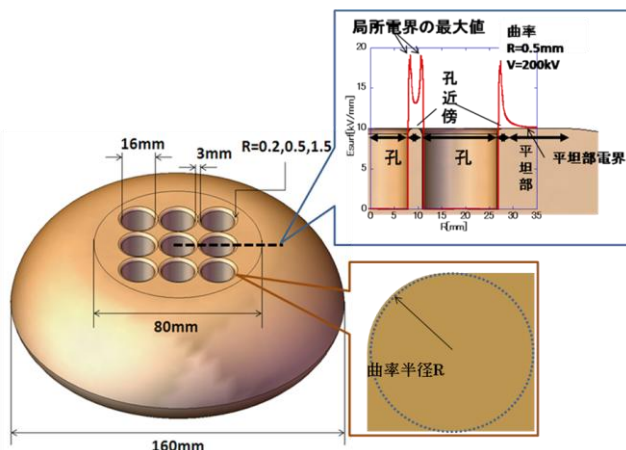 局所電界の最大値
曲率
R=0.5mm
V=200kV
孔
近
傍
Esurf[kV/mm]
20
15
10
5
0
孔
孔
平
坦
部
平坦部電界
0 5 10 15 20 25 30 35
R[mm]
16mm
3mm
R=0.2,0.5,1.5
80mm
160mm
曲率半径R